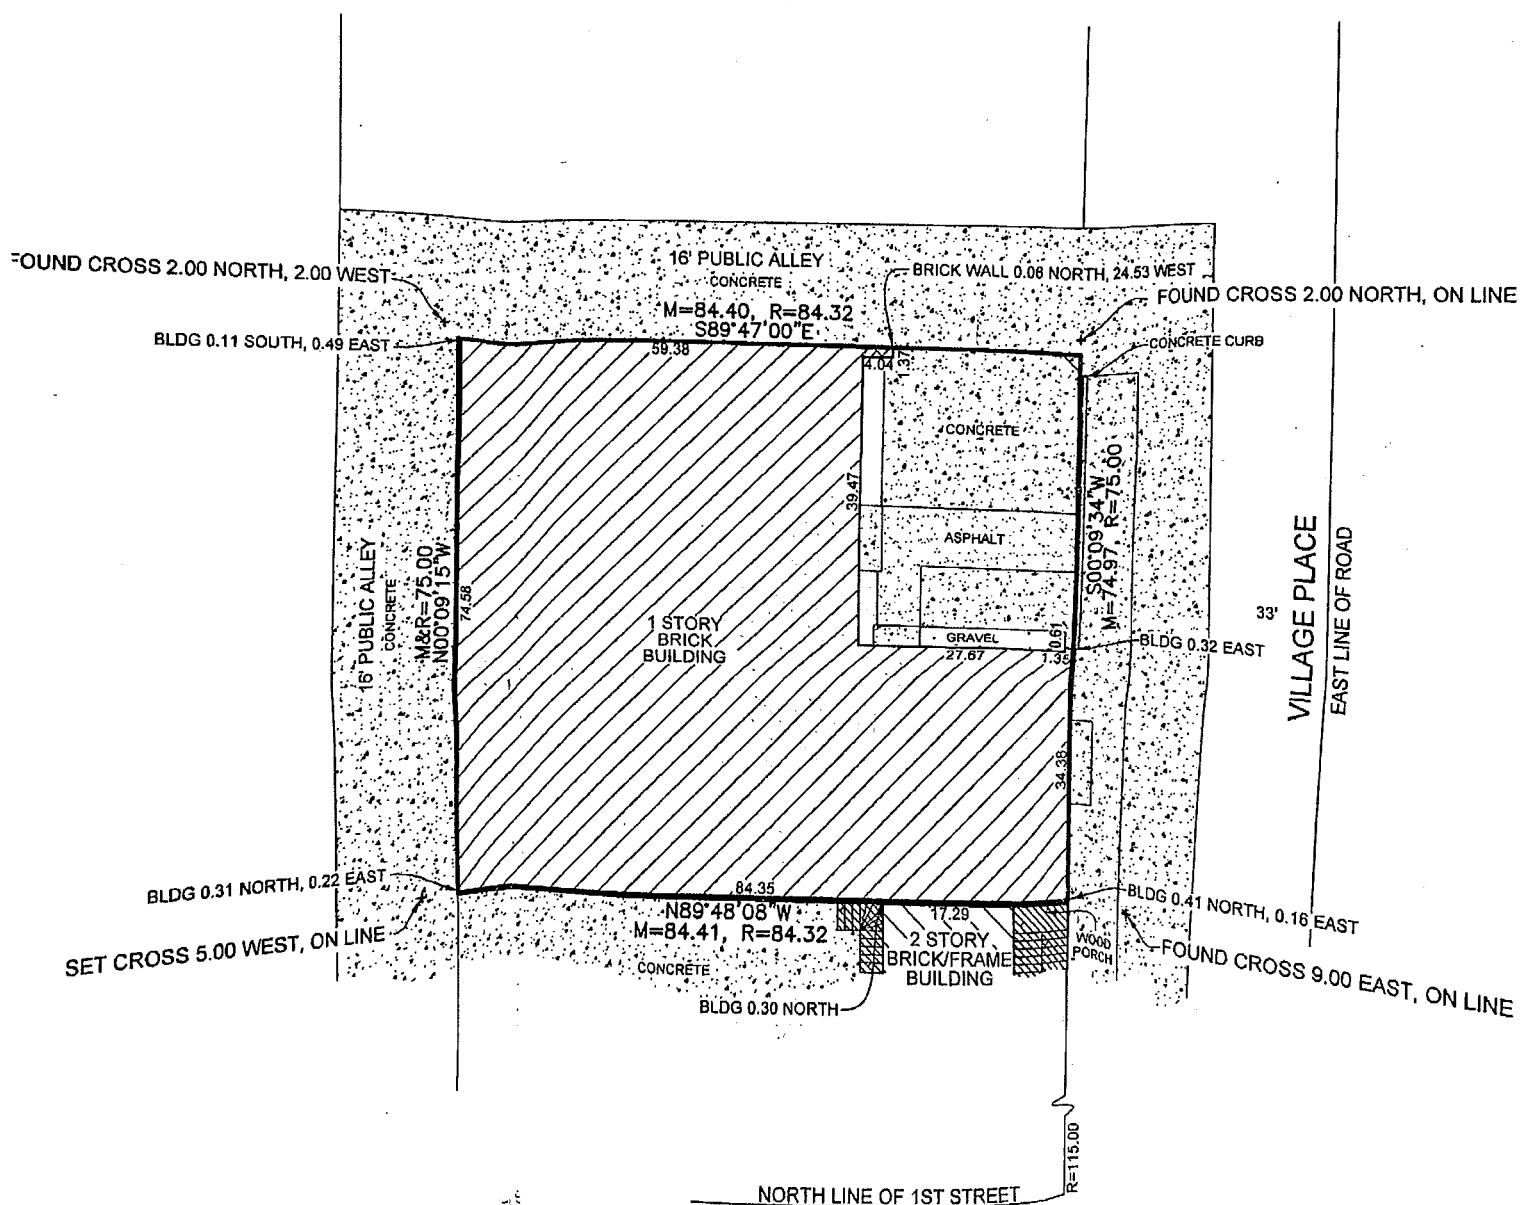 16' PUBLIC ALLEY
CONCRETE
M=84.40, R=84.32
S89°47'00"E
FOUND CROSS 2.00 NORTH, 2.00 WEST
BLDG 0.11 SOUTH, 0.49 EAST
BRICK WALL 0.06 NORTH, 24.53 WEST
FOUND CROSS 2.00 NORTH, ON LINE
CONCRETE CURB
59.38
4.04
1.37
CONCRETE
39.47
ASPHALT
S00°09'34"W
M=74.97, R=75.00
16' PUBLIC ALLEY
CONCRETE
M&R=75.00
N00°09'15"W
74.58
1 STORY
BRICK
BUILDING
GRAVEL
27.67
0.61
1.35
BLDG 0.32 EAST
33'
VILLAGE PLACE
EAST LINE OF ROAD
34.38
BLDG 0.31 NORTH, 0.22 EAST
SET CROSS 5.00 WEST, ON LINE
84.35
N89°48'08"W
M=84.41, R=84.32
CONCRETE
17.29
2 STORY
BRICK/FRAME
BUILDING
WOOD
PORCH
BLDG 0.41 NORTH, 0.16 EAST
FOUND CROSS 9.00 EAST, ON LINE
BLDG 0.30 NORTH
R=115.00
NORTH LINE OF 1ST STREET